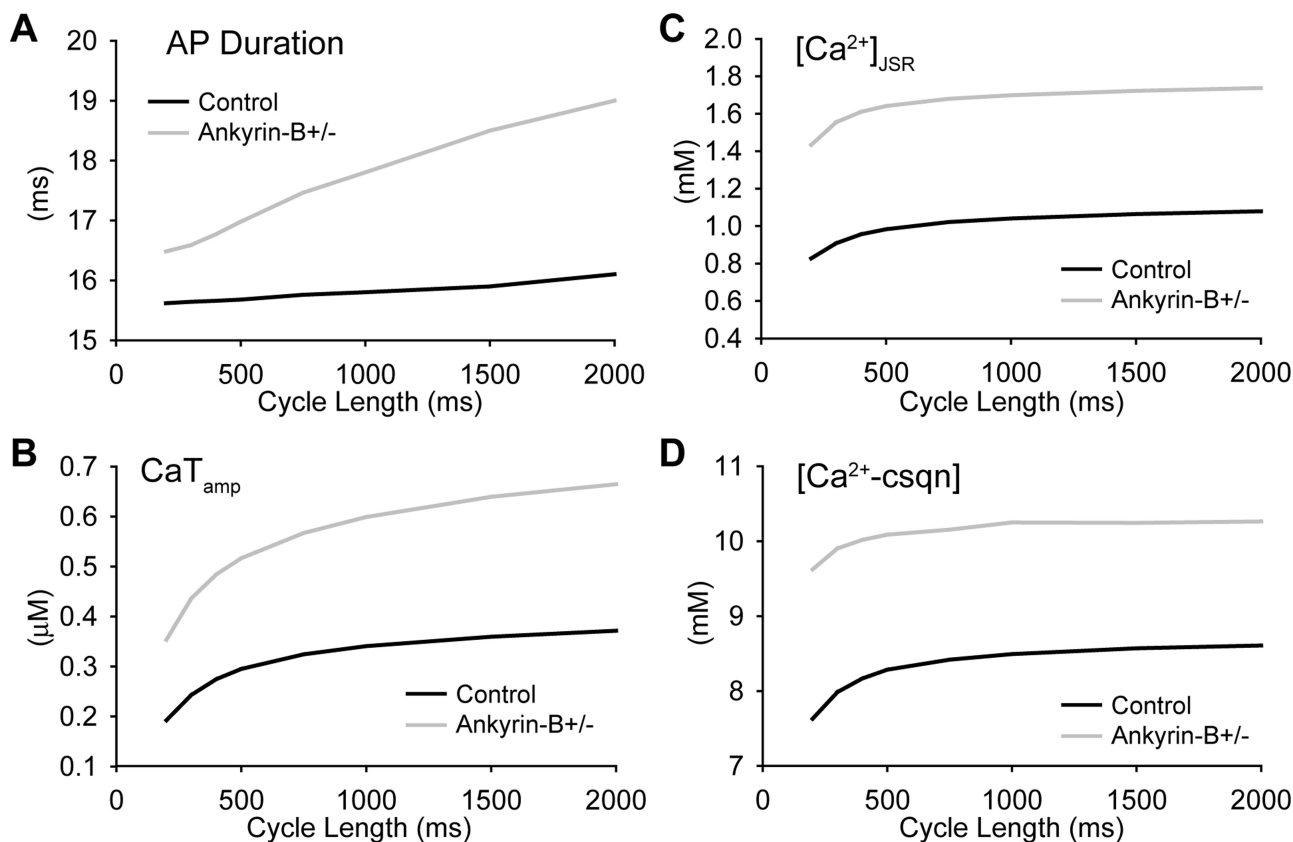 A
AP Duration
20
19
18
17
16
15
(ms)
Control
Ankyrin-B+/-
0
500
1000
1500
2000
Cycle Length (ms)
B
CaTamp
0.7
0.6
0.5
0.4
0.3
0.2
0.1
(μM)
Control
Ankyrin-B+/-
0
500
1000
1500
2000
Cycle Length (ms)
C
[Ca2+]JSR
2.0
1.8
1.6
1.4
1.2
1.0
0.8
0.6
0.4
(mM)
Control
Ankyrin-B+/-
0
500
1000
1500
2000
Cycle Length (ms)
D
[Ca2+-csqn]
11
10
9
8
7
(mM)
Control
Ankyrin-B+/-
0
500
1000
1500
2000
Cycle Length (ms)